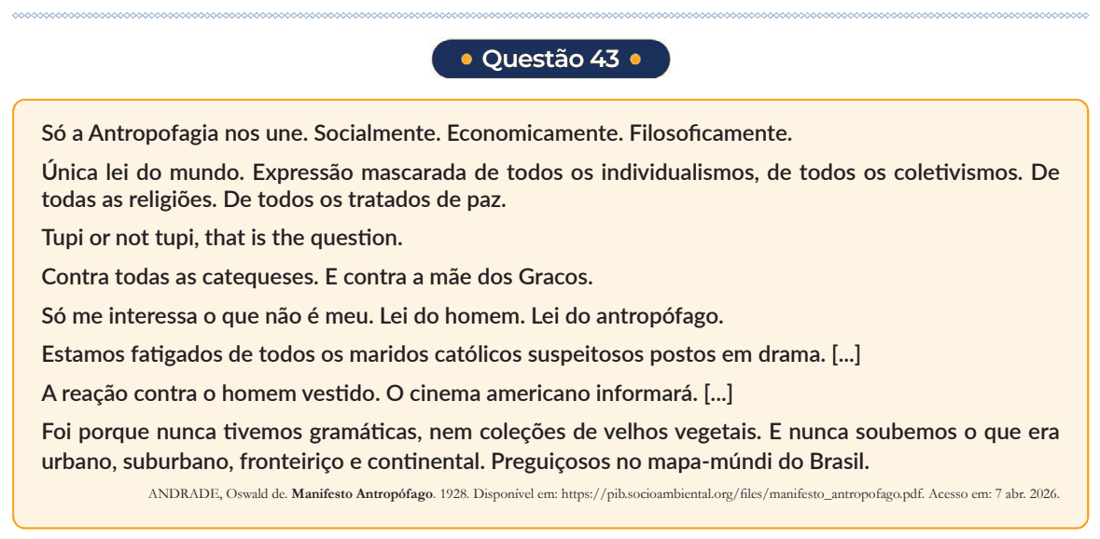 Questão 43
Só a Antropofagia nos une. Socialmente. Economicamente. Filosoficamente.
Única lei do mundo. Expressão mascarada de todos os individualismos, de todos os coletivismos. De
todas as religiões. De todos os tratados de paz.
Tupi or not tupi, that is the question.
Contra todas as catequeses. E contra a mãe dos Gracos.
Só me interessa o que não é meu. Lei do homem. Lei do antropófago.
Estamos fatigados de todos os maridos católicos suspeitosos postos em drama. [...]
A reação contra o homem vestido. O cinema americano informará. [...]
Foi porque nunca tivemos gramáticas, nem coleções de velhos vegetais. E nunca soubemos o que era
urbano, suburbano, fronteiriço e continental. Preguiçosos no mapa-múndi do Brasil.
ANDRADE, Oswald de. Manifesto Antropófago. 1928. Disponível em: https://pib.socioambiental.org/files/manifesto_antropofago.pdf. Acesso em: 7 abr. 2026.